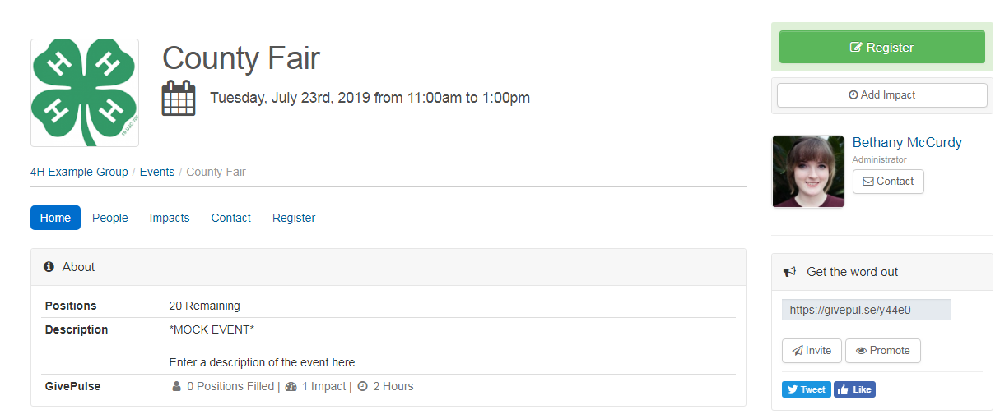 H H
H H
18 USC 707
County Fair
Tuesday, July 23rd, 2019 from 11:00am to 1:00pm
4H Example Group / Events / County Fair
Home People Impacts Contact Register
About
Positions 20 Remaining
Description *MOCK EVENT*
Enter a description of the event here.
GivePulse 0 Positions Filled | 1 Impact | 2 Hours
Register
Add Impact
Bethany McCurdy
Administrator
Contact
Get the word out
https://givepul.se/y44e0
Invite Promote
Tweet Like